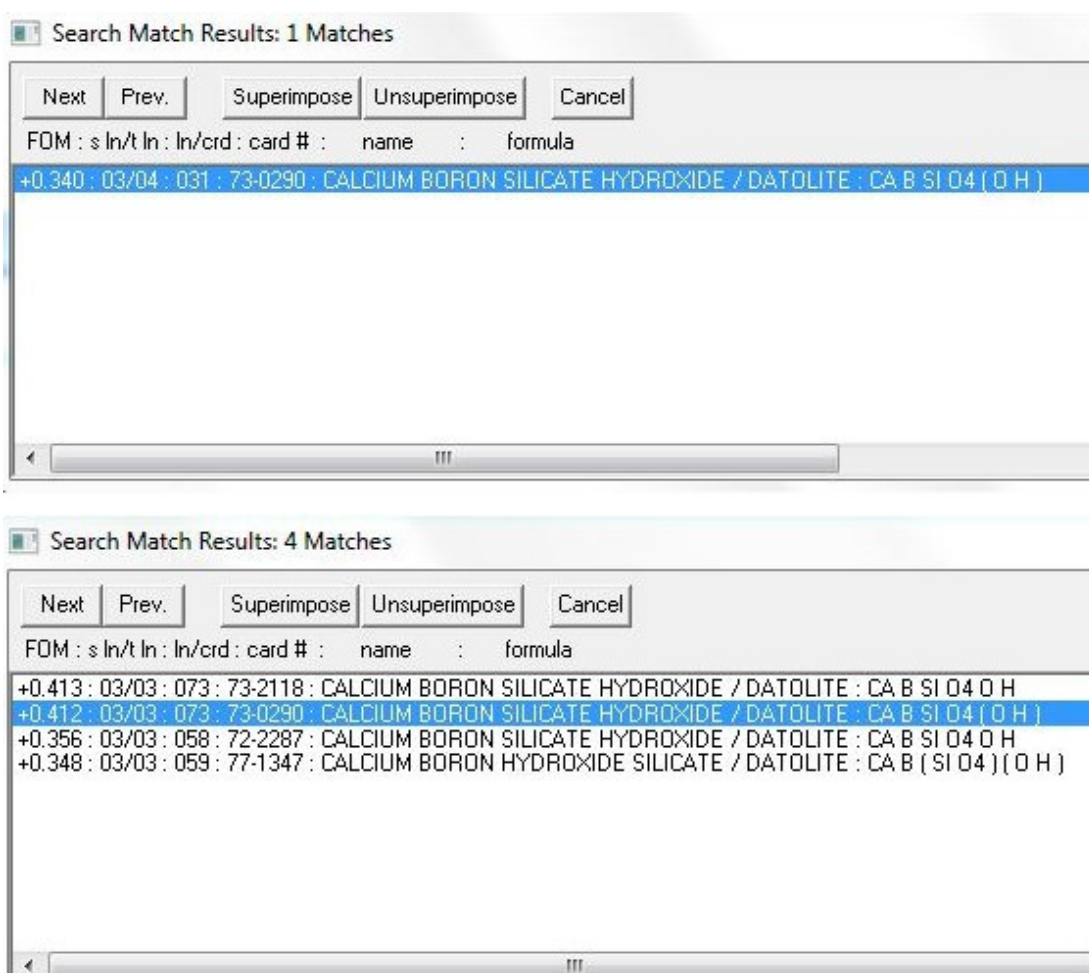 Search Match Results: 1 Matches
Next Prev. Superimpose Unsuperimpose Cancel
FOM : s ln/t ln : ln/crd : card # : name : formula
+0.340 : 03/04 : 031 : 73-0290 : CALCIUM BORON SILICATE HYDROXIDE / DATOLITE : CA B SI O4 ( O H )
Search Match Results: 4 Matches
Next Prev. Superimpose Unsuperimpose Cancel
FOM : s ln/t ln : ln/crd : card # : name : formula
+0.413 : 03/03 : 073 : 73-2118 : CALCIUM BORON SILICATE HYDROXIDE / DATOLITE : CA B SI O4 O H
+0.412 : 03/03 : 073 : 73-0290 : CALCIUM BORON SILICATE HYDROXIDE / DATOLITE : CA B SI O4 ( O H )
+0.356 : 03/03 : 058 : 72-2287 : CALCIUM BORON SILICATE HYDROXIDE / DATOLITE : CA B SI O4 O H
+0.348 : 03/03 : 059 : 77-1347 : CALCIUM BORON HYDROXIDE SILICATE / DATOLITE : CA B ( SI O4 ) ( O H )